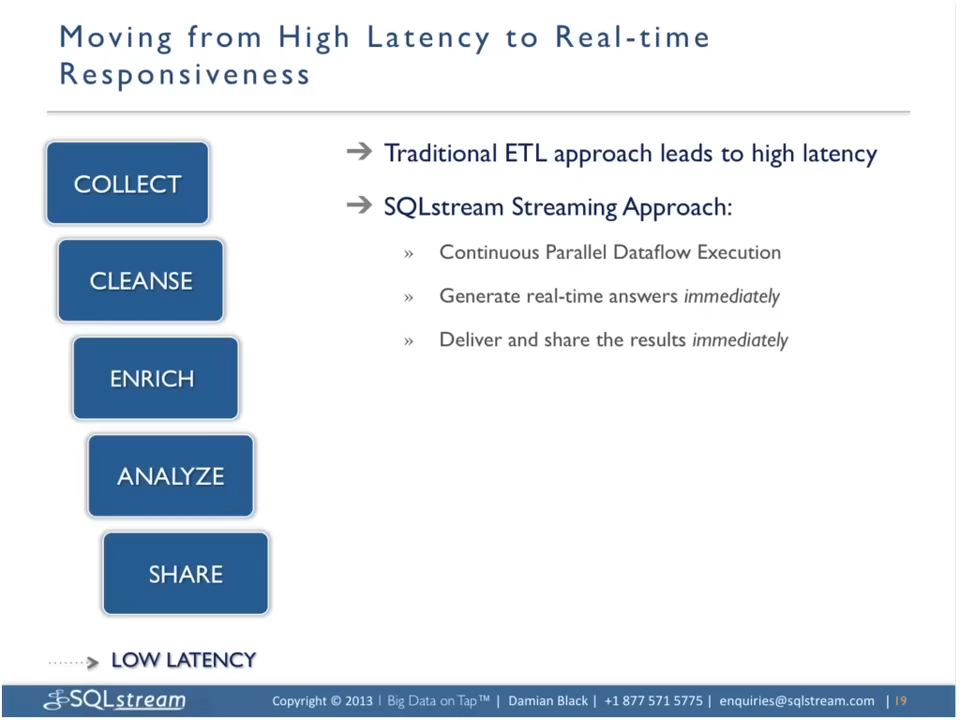 Moving from High Latency to Real-time
Responsiveness
COLLECT
CLEANSE
ENRICH
ANALYZE
SHARE
LOW LATENCY
➔ Traditional ETL approach leads to high latency
➔ SQLstream Streaming Approach:
» Continuous Parallel Dataflow Execution
» Generate real-time answers immediately
» Deliver and share the results immediately
SQLstream Copyright © 2013 | Big Data on Tap™ | Damian Black | +1 877 571 5775 | enquiries@sqlstream.com | 19